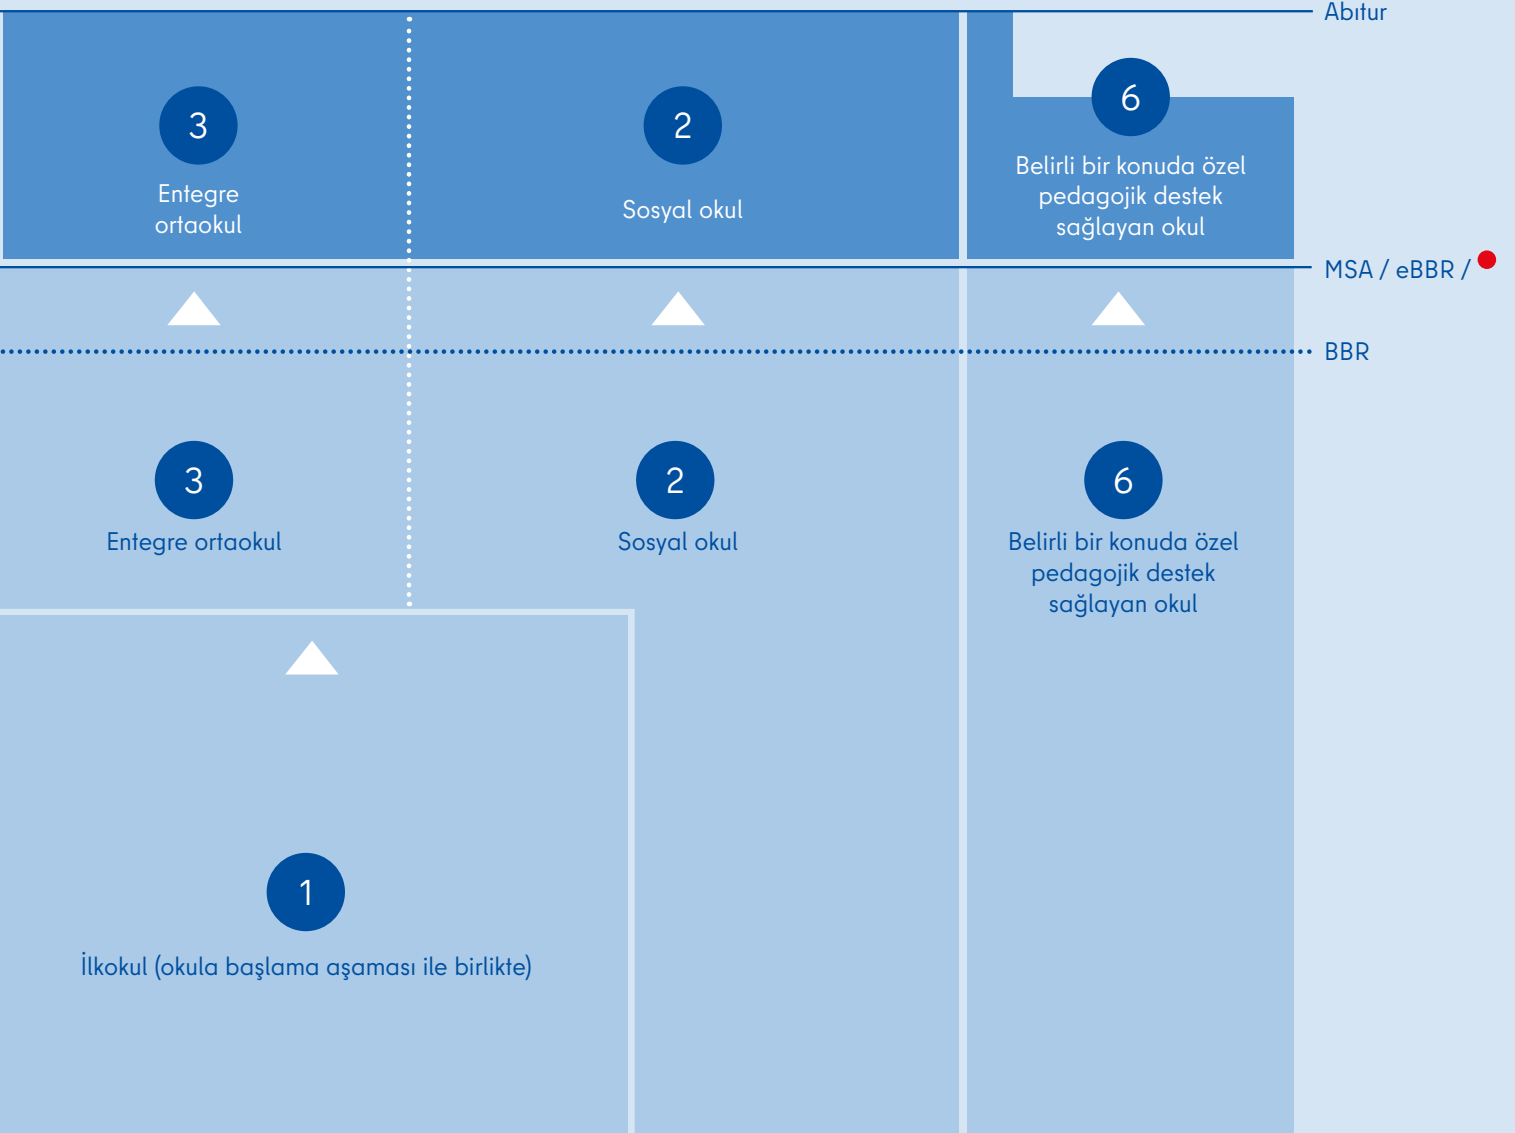 Abıtur
3
Entegre
ortaokul
2
Sosyal okul
6
Belirli bir konuda özel
pedagojik destek
sağlayan okul
MSA / eBBR /
BBR
3
Entegre ortaokul
2
Sosyal okul
6
Belirli bir konuda özel
pedagojik destek
sağlayan okul
1
İlkokul (okula başlama aşaması ile birlikte)